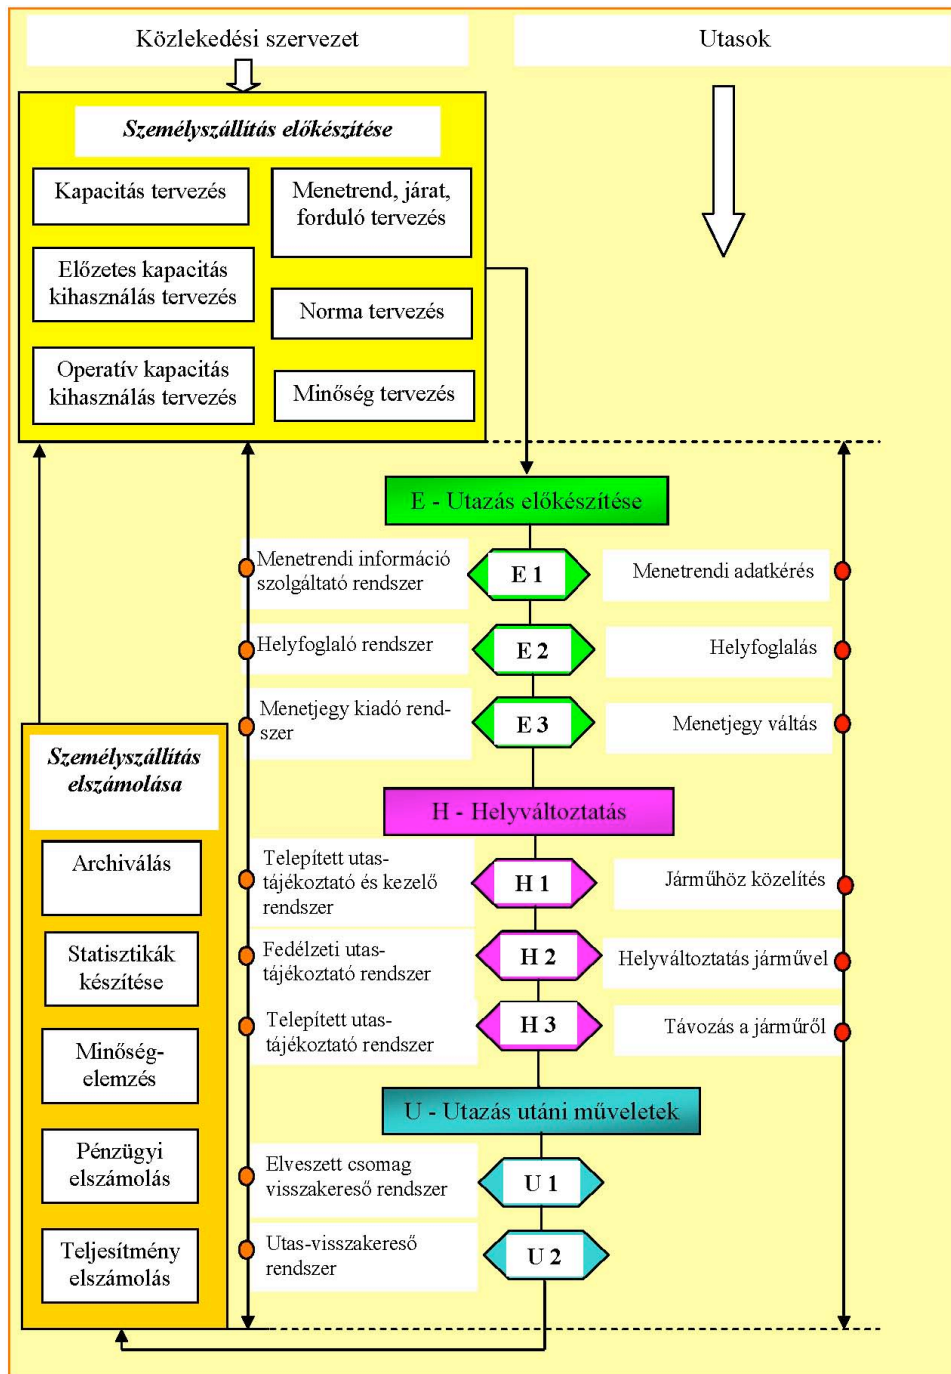 Közlekedési szervezet
Utasok
Személyszállítás előkészítése
Kapacitás tervezés
Menetrend, járat,
forduló tervezés
Előzetes kapacitás
kihasználás tervezés
Norma tervezés
Operatív kapacitás
kihasználás tervezés
Minőség tervezés
E - Utazás előkészítése
Menetrendi információ
szolgáltató rendszer
E 1
Menetrendi adatkérés
Helyfoglaló rendszer
E 2
Helyfoglalás
Menetjegy kiadó rend-
szer
E 3
Menetjegy váltás
Személyszállítás
elszámolása
H - Helyváltoztatás
Archiválás
Telepített utas-
tájékoztató és kezelő
rendszer
H 1
Járműhöz közelítés
Statisztikák
készítése
Fedélzeti utas-
tájékoztató rendszer
H 2
Helyváltoztatás járművel
Telepített utas-
tájékoztató rendszer
H 3
Távozás a járműről
Minőség-
elemzés
U - Utazás utáni műveletek
Pénzügyi
elszámolás
Elveszett csomag
visszakereső rendszer
U 1
Teljesítmény
elszámolás
Utas-visszakereső
rendszer
U 2